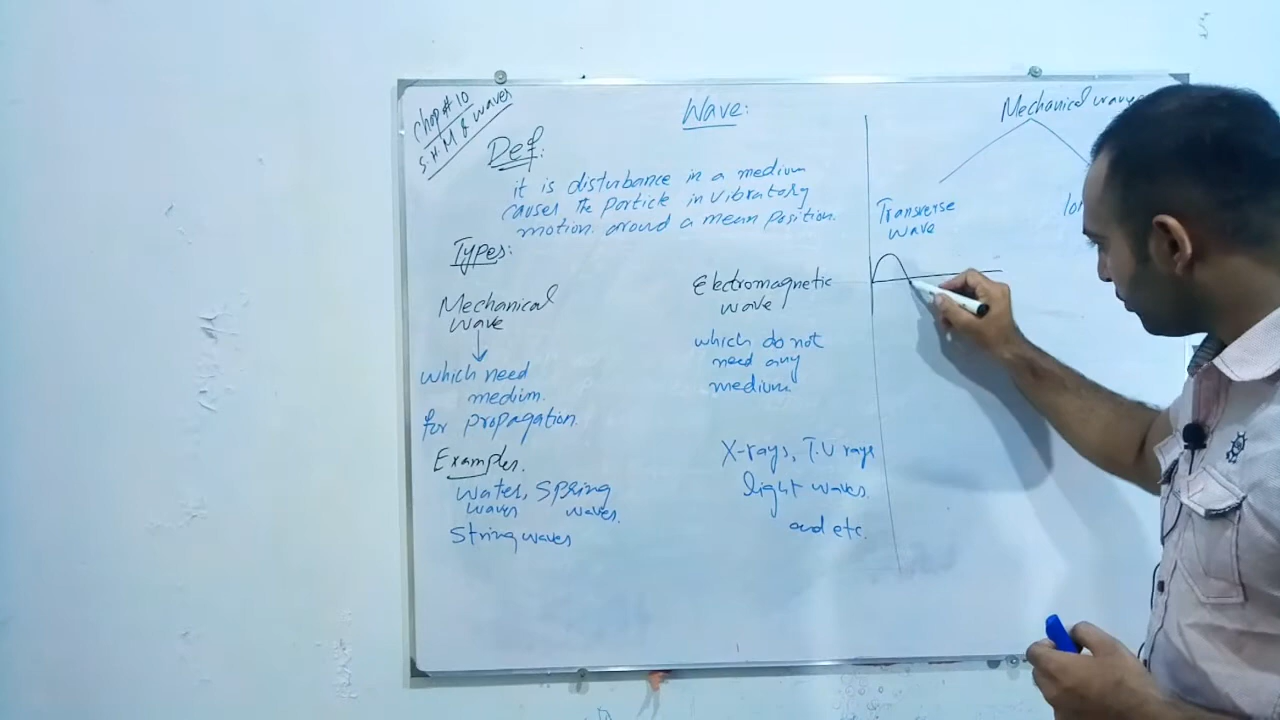 Chap# 10
S.H.M & waves
Wave:
Def:
it is disturbance in a medium
causes the particle in vibratory
motion. around a mean position.
Types:
Mechanical
wave
which need
medium.
for propagation.
Examples.
water, spring
waves waves.
String waves
Electromagnetic
wave
which do not
need any
medium.
X-rays, T.V rays
light waves.
and etc.
Mechanical wave
Transverse
wave